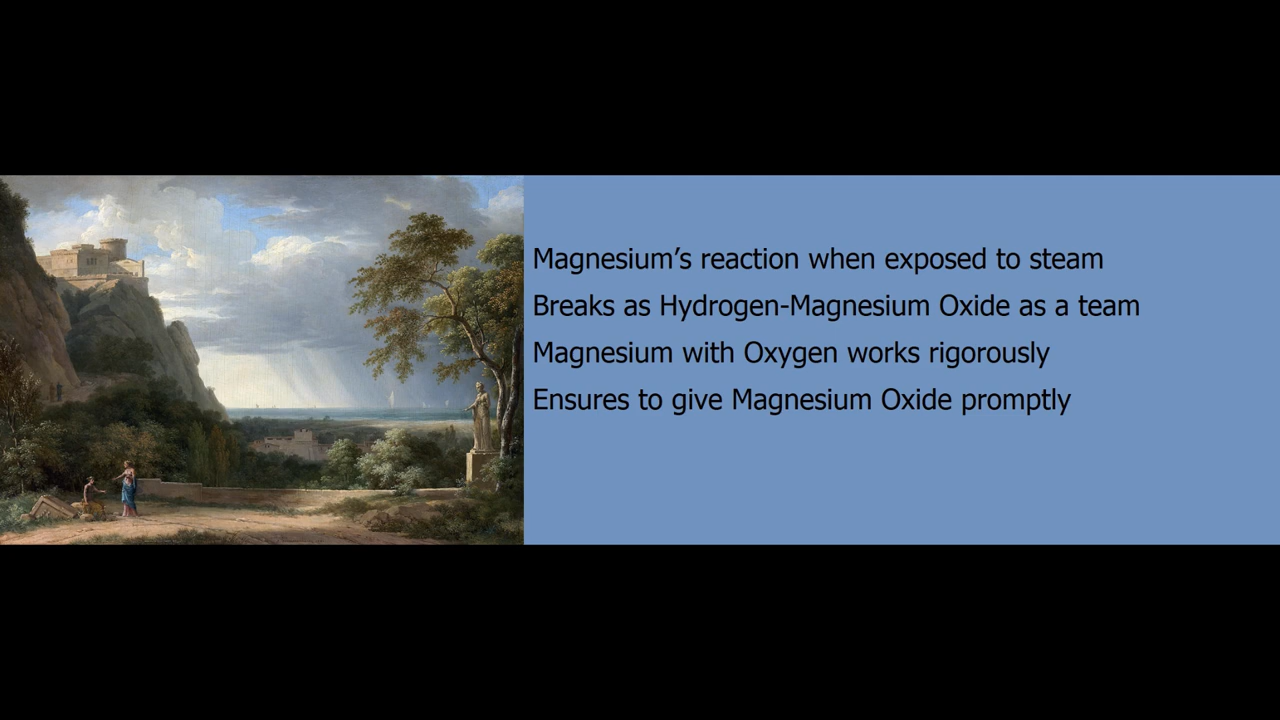 Magnesium’s reaction when exposed to steam
Breaks as Hydrogen-Magnesium Oxide as a team
Magnesium with Oxygen works rigorously
Ensures to give Magnesium Oxide promptly